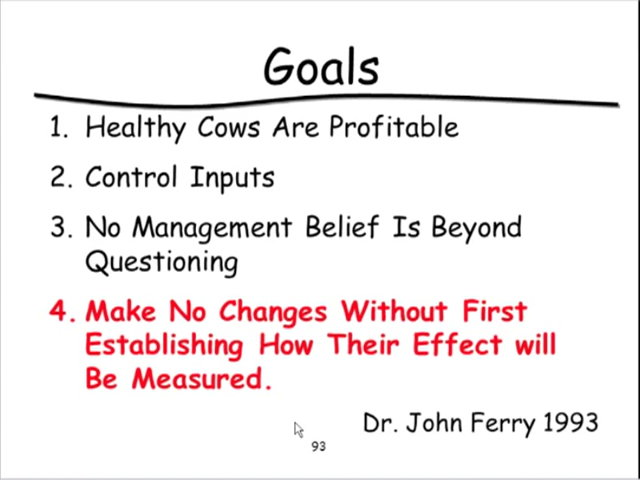 Goals
1. Healthy Cows Are Profitable
2. Control Inputs
3. No Management Belief Is Beyond
Questioning
4. Make No Changes Without First
Establishing How Their Effect will
Be Measured.
Dr. John Ferry 1993
93